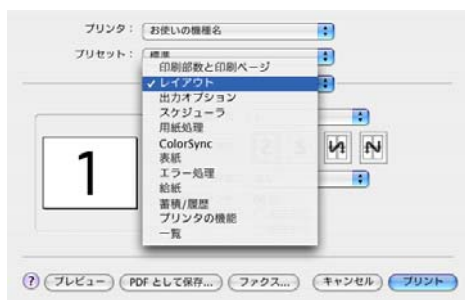 プリンタ： お使いの機種名
プリセット： 標準
印刷部数と印刷ページ
✓ レイアウト
出力オプション
スケジューラ
用紙処理
ColorSync
表紙
エラー処理
給紙
蓄積/履歴
プリンタの機能
一覧
1
? プレビュー PDF として保存... ファクス... キャンセル プリント